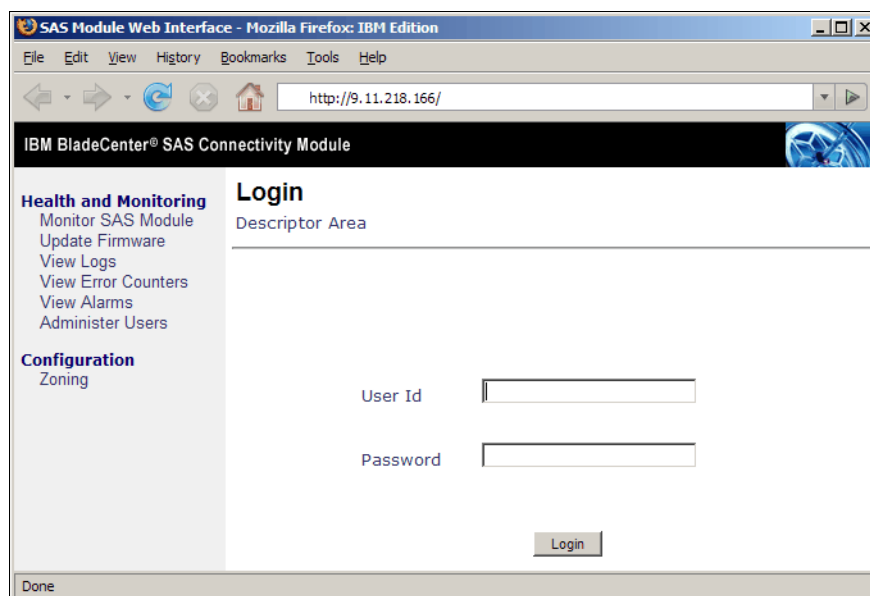 SAS Module Web Interface - Mozilla Firefox: IBM Edition
File Edit View History Bookmarks Tools Help
http://9.11.218.166/
IBM BladeCenter® SAS Connectivity Module
Health and Monitoring
Monitor SAS Module
Update Firmware
View Logs
View Error Counters
View Alarms
Administer Users
Configuration
Zoning
Login
Descriptor Area
User Id
Password
Login
Done